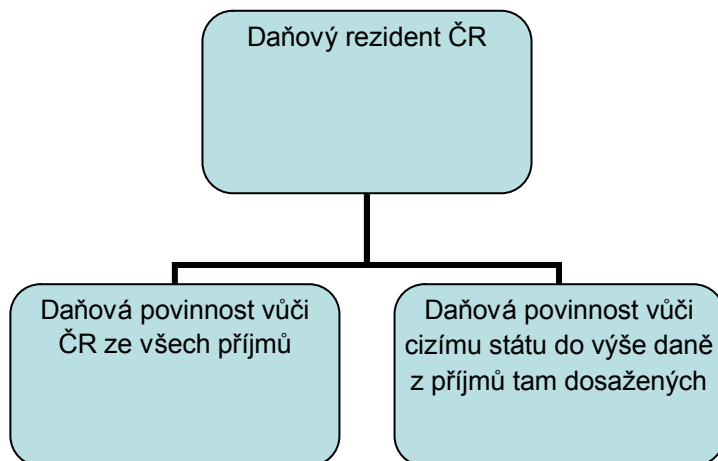 Daňový rezident ČR
Daňová povinnost vůči
ČR ze všech příjmů
Daňová povinnost vůči
cizímu státu do výše daně
z příjmů tam dosažených